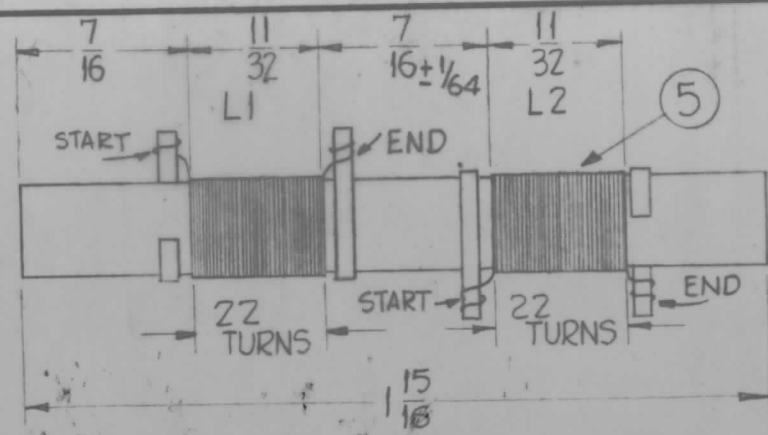 7/16 11/32 7/16 ± 1/64 11/32
L1 L2
5
START END
START END
22 TURNS 22 TURNS
1 15/16